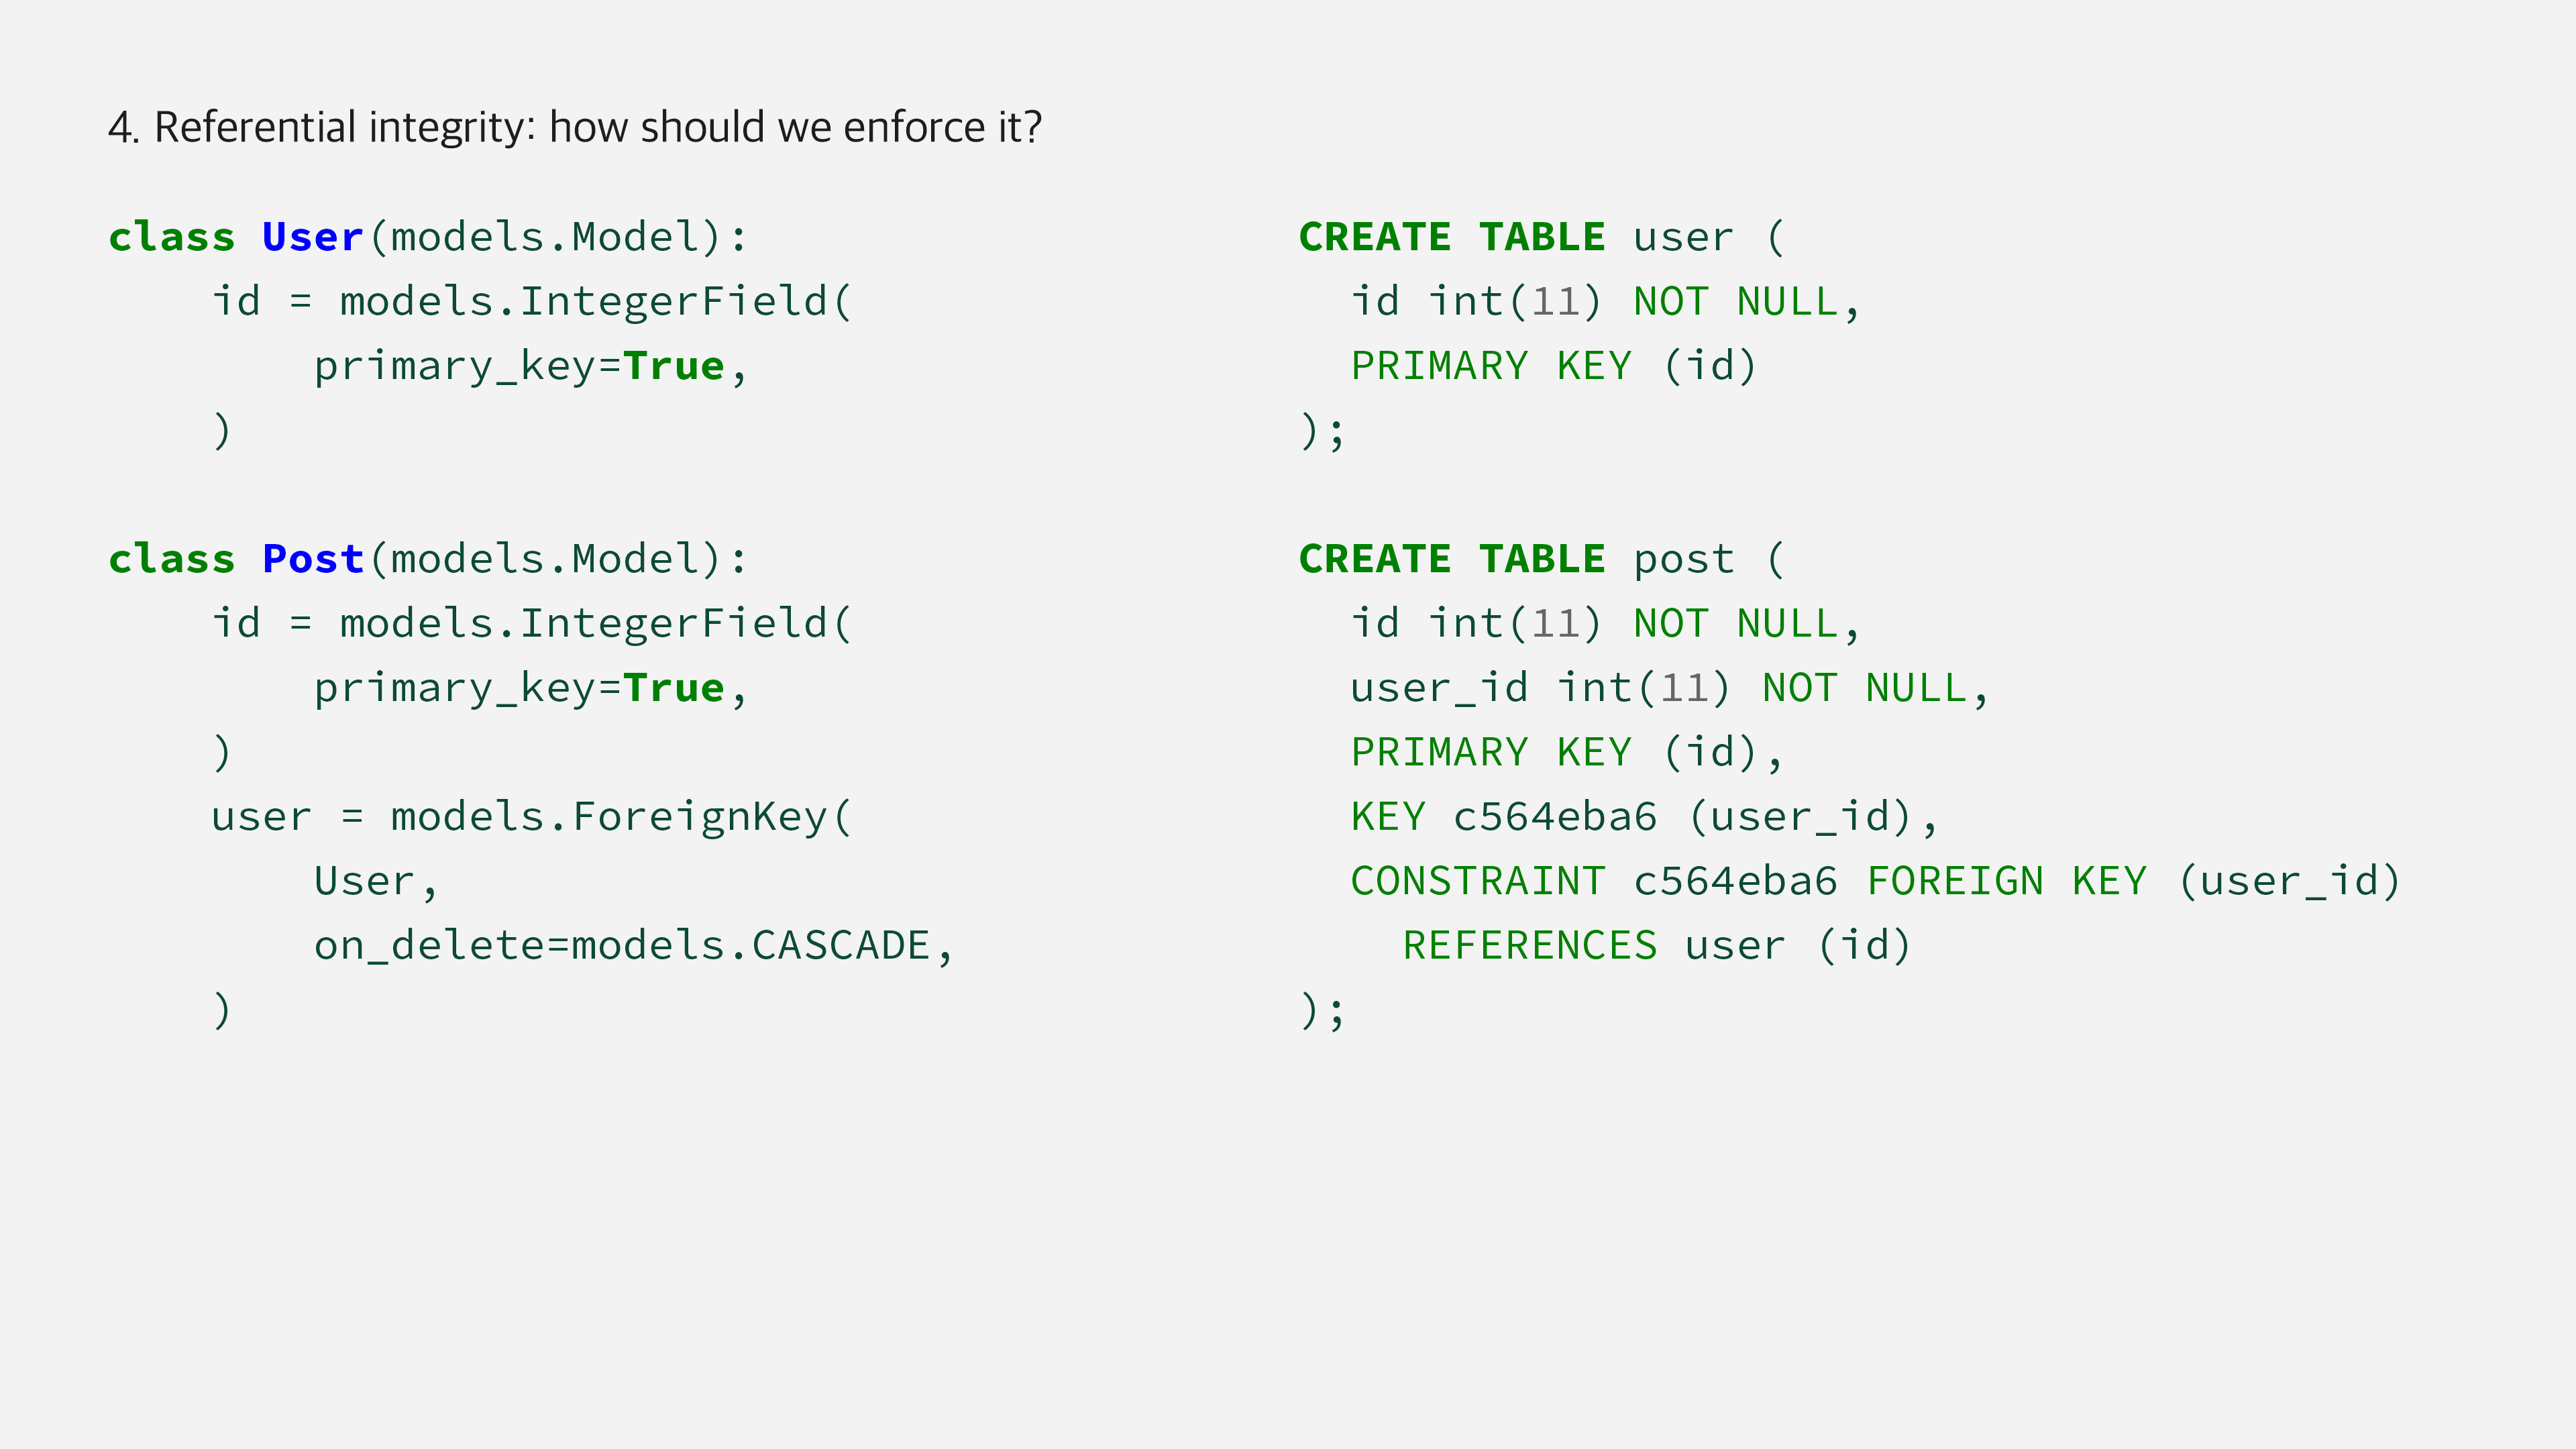 4. Referential integrity: how should we enforce it?
class User(models.Model):
    id = models.IntegerField(
        primary_key=True,
    )
class Post(models.Model):
    id = models.IntegerField(
        primary_key=True,
    )
    user = models.ForeignKey(
        User,
        on_delete=models.CASCADE,
    )
CREATE TABLE user (
  id int(11) NOT NULL,
  PRIMARY KEY (id)
);
CREATE TABLE post (
  id int(11) NOT NULL,
  user_id int(11) NOT NULL,
  PRIMARY KEY (id),
  KEY c564eba6 (user_id),
  CONSTRAINT c564eba6 FOREIGN KEY (user_id)
    REFERENCES user (id)
);